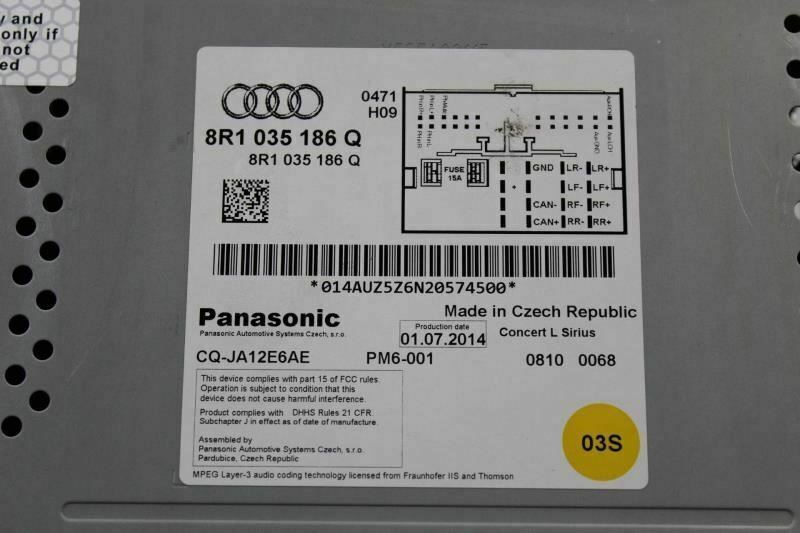 y and
only if
not
ed
0471
H09
8R1 035 186 Q
8R1 035 186 Q
FUSE
15A
+
GND LR- LR+
LF- LF+
CAN- RF- RF+
CAN+ RR- RR+
*014AUZ5Z6N20574500*
Panasonic
Panasonic Automotive Systems Czech, s.r.o.
Made in Czech Republic
Production date
01.07.2014
Concert L Sirius
CQ-JA12E6AE PM6-001 0810 0068
This device complies with part 15 of FCC rules.
Operation is subject to condition that this
device does not cause harmful interference.
Product complies with DHHS Rules 21 CFR.
Subchapter J in effect as of date of manufacture.
Assembled by
Panasonic Automotive Systems Czech, s.r.o.
Pardubice, Czech Republic
03S
MPEG Layer-3 audio coding technology licensed from Fraunhofer IIS and Thomson